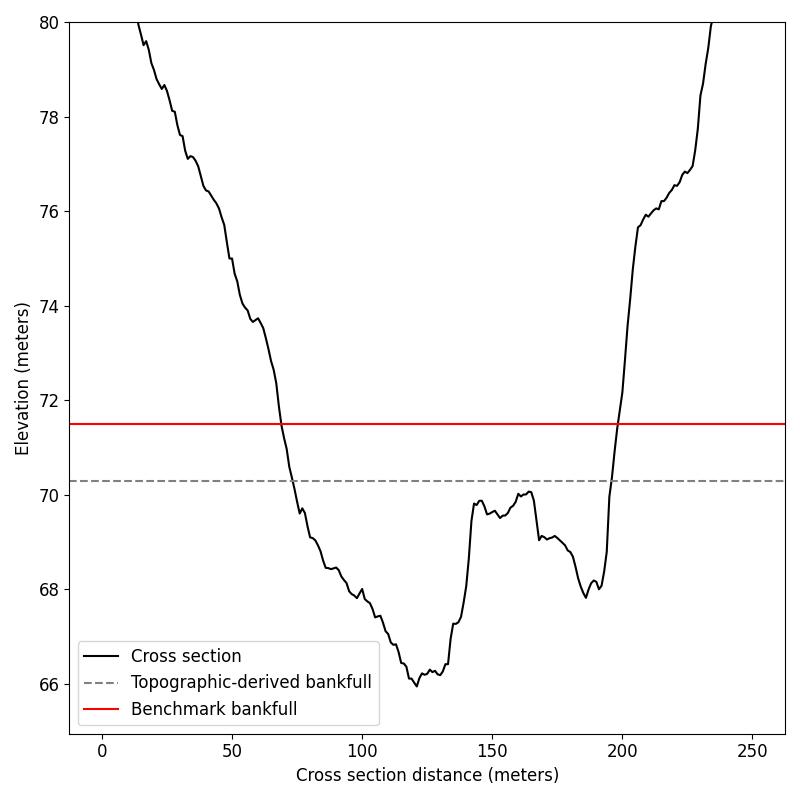 80
78
76
74
72
70
68
66
Elevation (meters)
Cross section
Topographic-derived bankfull
Benchmark bankfull
0
50
100
150
200
250
Cross section distance (meters)